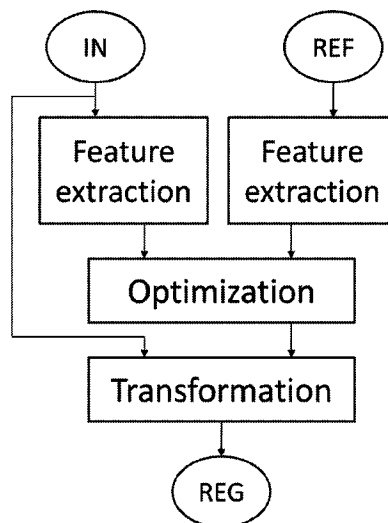 IN
REF
Feature
extraction
Feature
extraction
Optimization
Transformation
REG